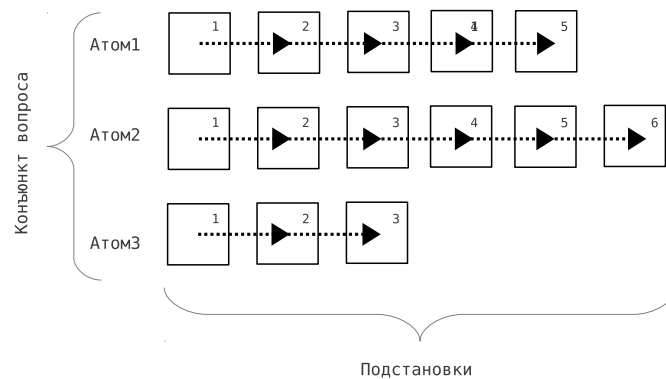 Конъюнкт вопроса
Атом1
1 2 3 4 5
Атом2
1 2 3 4 5 6
Атом3
1 2 3
Подстановки